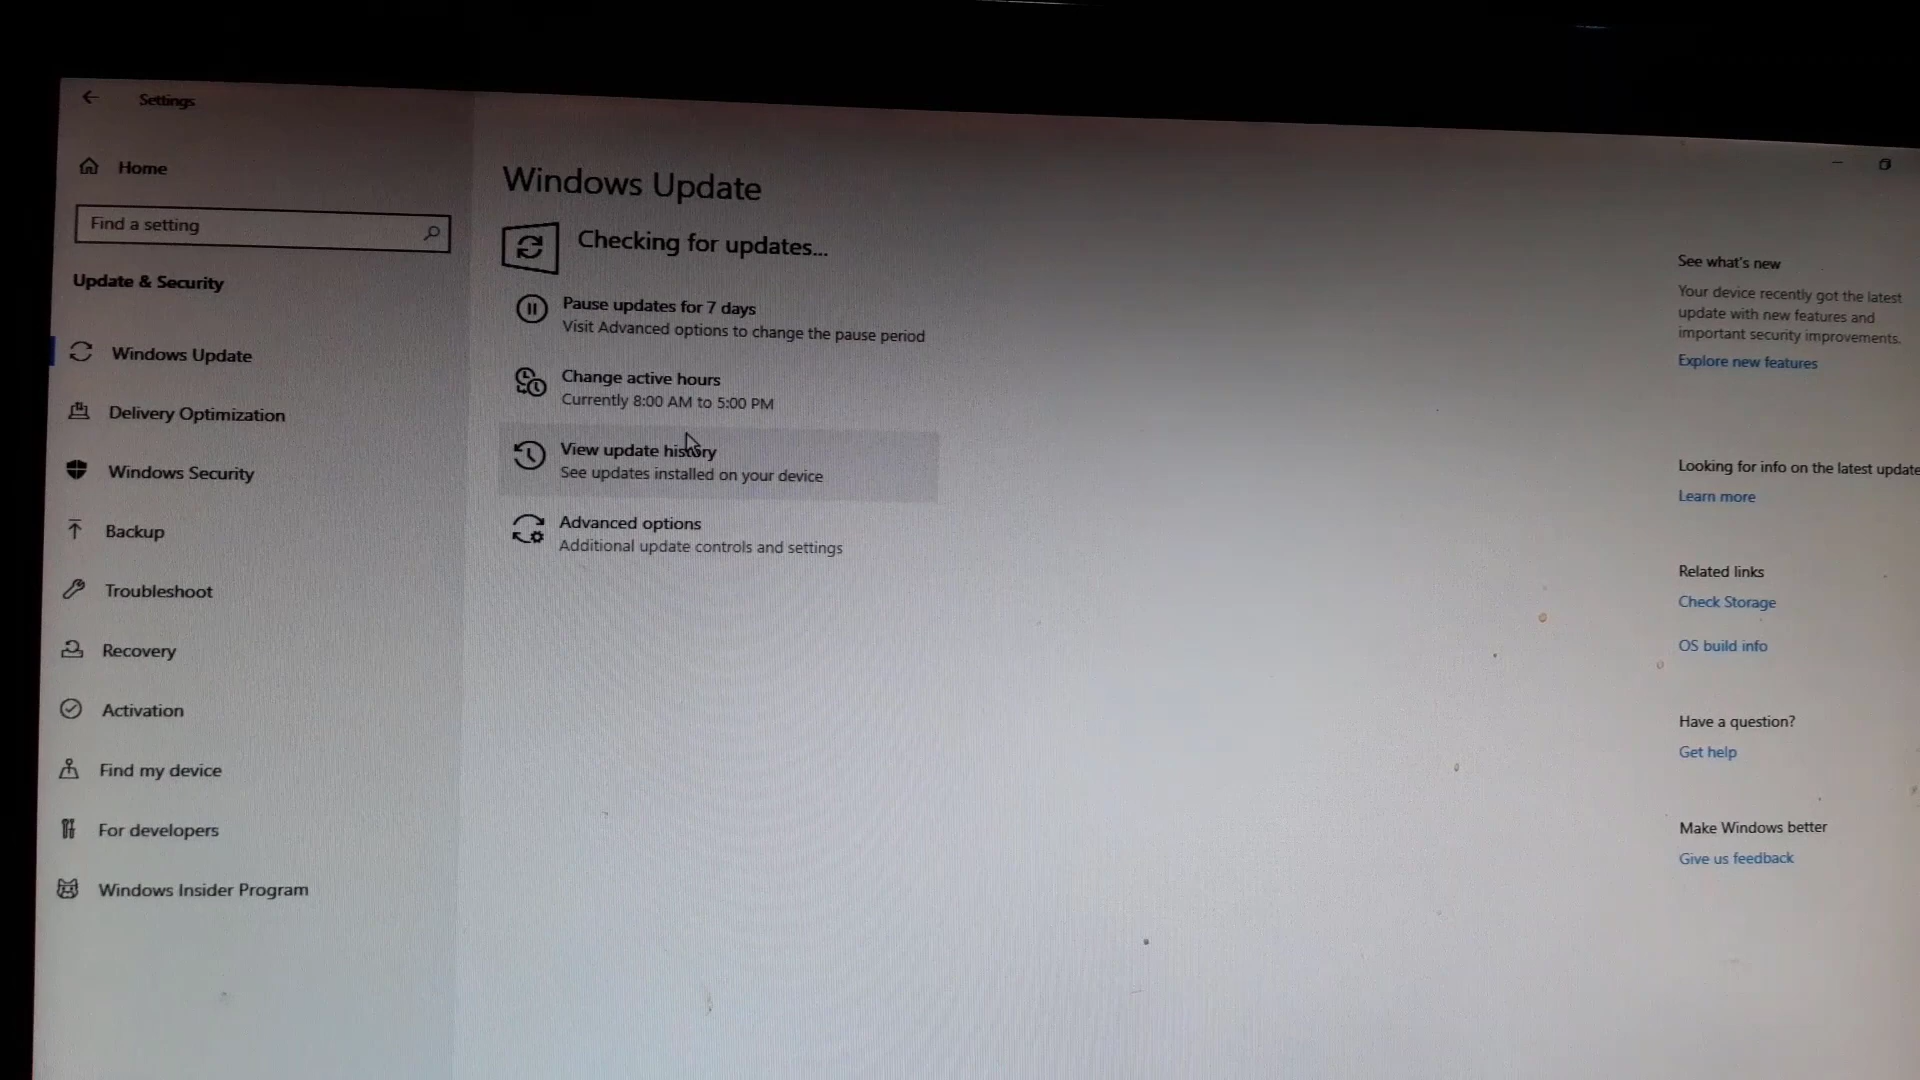 Settings
Home
Find a setting
Update & Security
Windows Update
Delivery Optimization
Windows Security
Backup
Troubleshoot
Recovery
Activation
Find my device
For developers
Windows Insider Program
Windows Update
Checking for updates...
Pause updates for 7 days
Visit Advanced options to change the pause period
Change active hours
Currently 8:00 AM to 5:00 PM
View update history
See updates installed on your device
Advanced options
Additional update controls and settings
See what's new
Your device recently got the latest
update with new features and
important security improvements.
Explore new features
Looking for info on the latest update
Learn more
Related links
Check Storage
OS build info
Have a question?
Get help
Make Windows better
Give us feedback